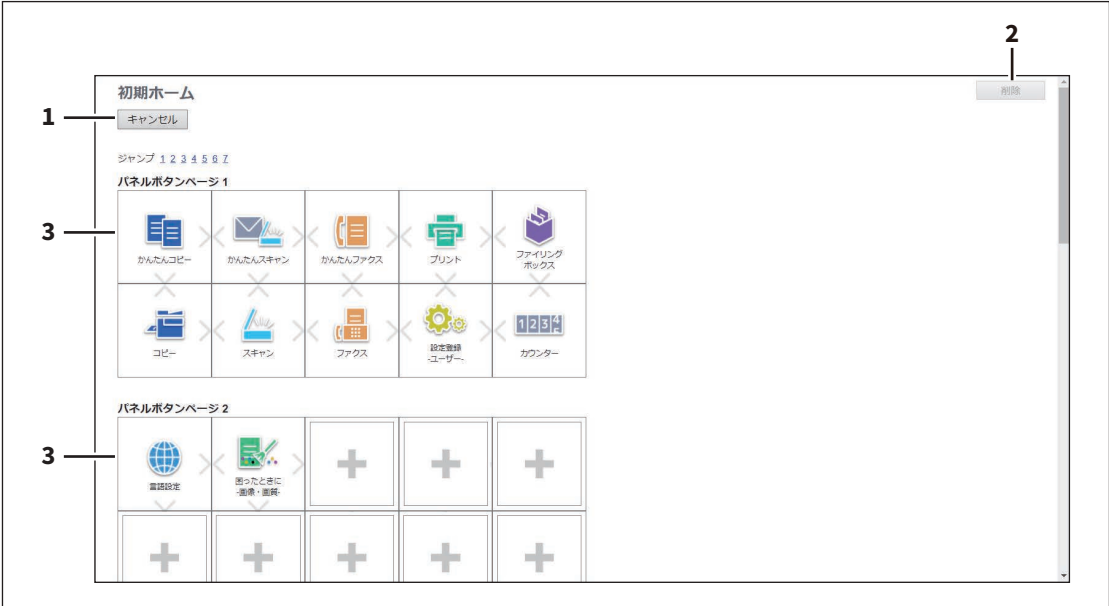 2
初期ホーム
削除
1
キャンセル
ジャンプ 1 2 3 4 5 6 7
パネルボタンページ 1
3
かんたんコピー
かんたんスキャン
かんたんファクス
プリント
ファイリング
ボックス
コピー
スキャン
ファクス
設定登録
-ユーザー-
1234
カウンター
パネルボタンページ 2
3
言語設定
困ったときに
-画像・画質-